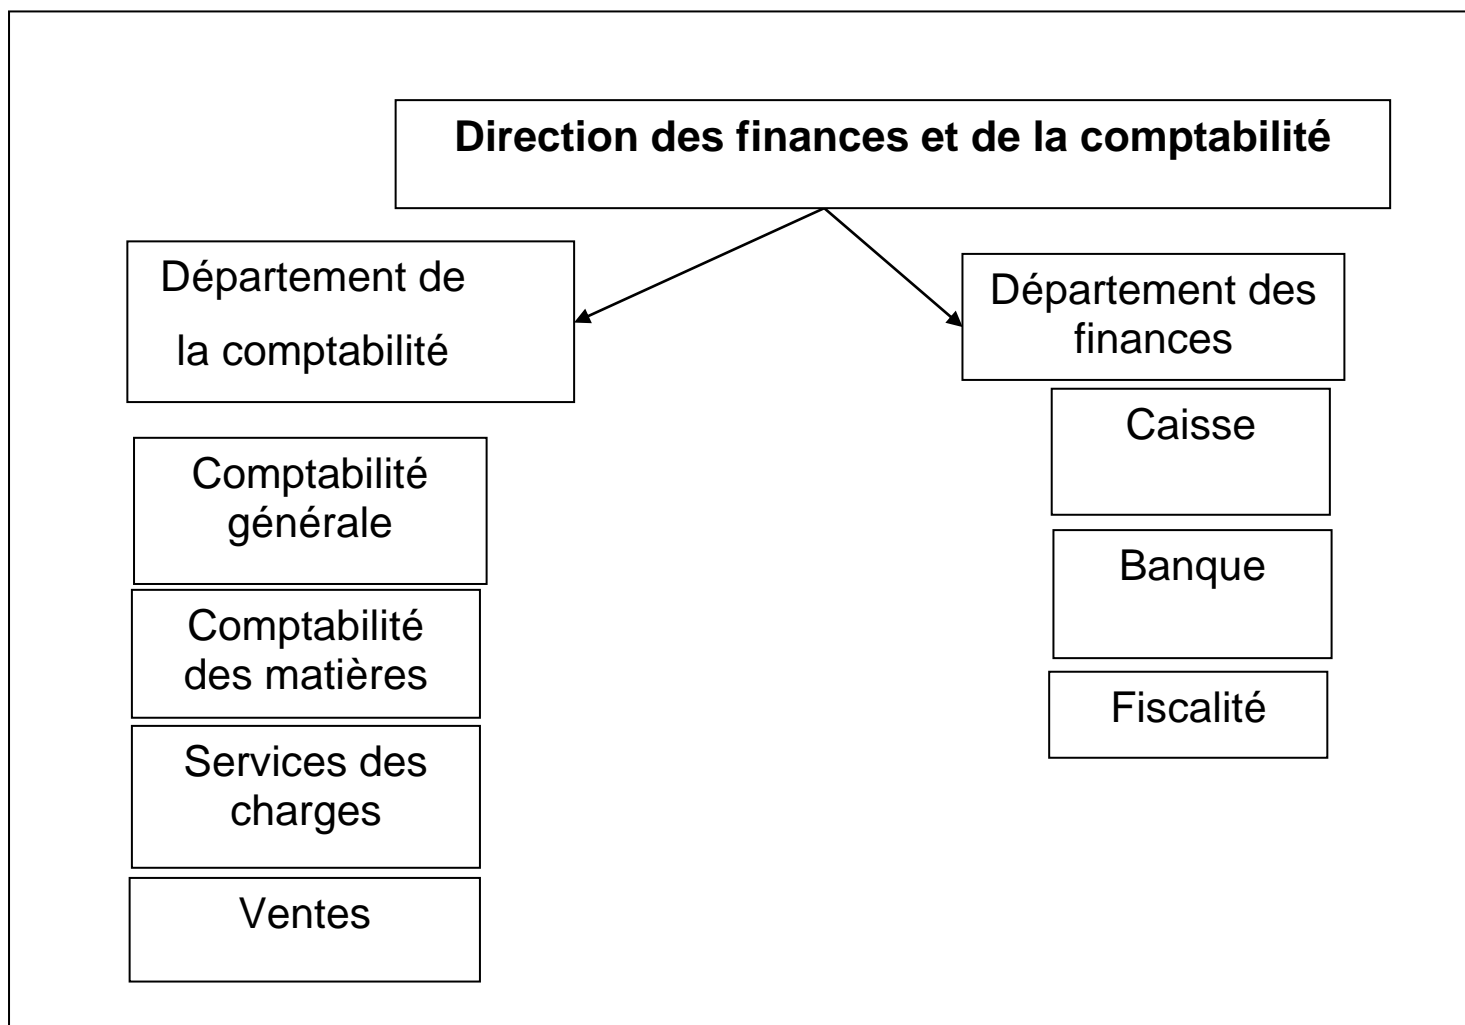 Direction des finances et de la comptabilité
Département de
la comptabilité
Département des
finances
Comptabilité
générale
Comptabilité
des matières
Services des
charges
Ventes
Caisse
Banque
Fiscalité